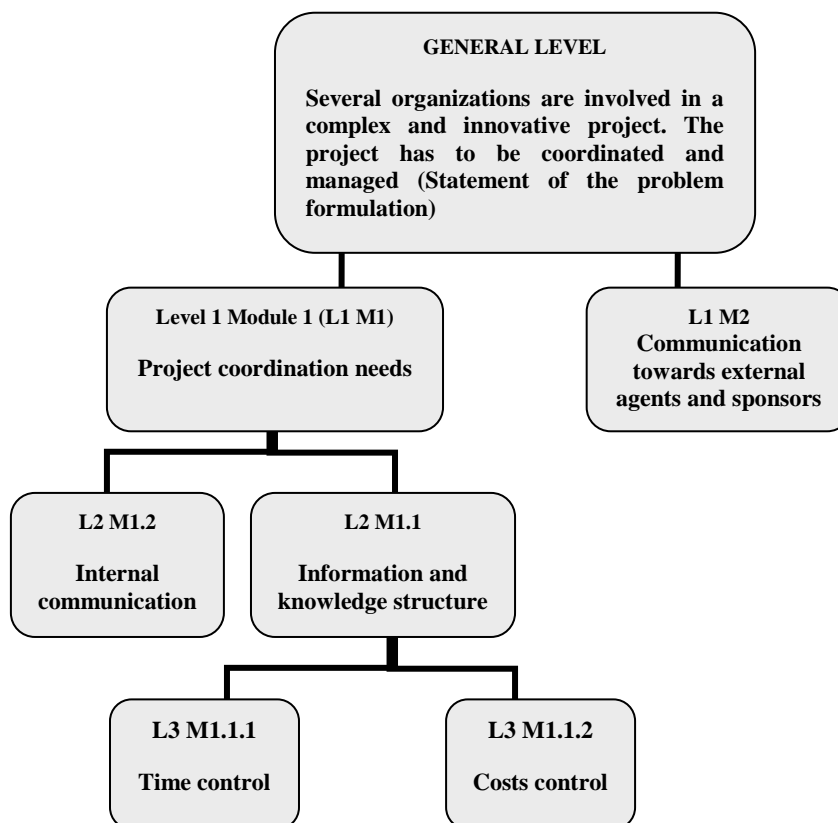 GENERAL LEVEL
Several organizations are involved in a
complex and innovative project. The
project has to be coordinated and
managed (Statement of the problem
formulation)
Level 1 Module 1 (L1 M1)
Project coordination needs
L1 M2
Communication
towards external
agents and sponsors
L2 M1.2
Internal
communication
L2 M1.1
Information and
knowledge structure
L3 M1.1.1
Time control
L3 M1.1.2
Costs control